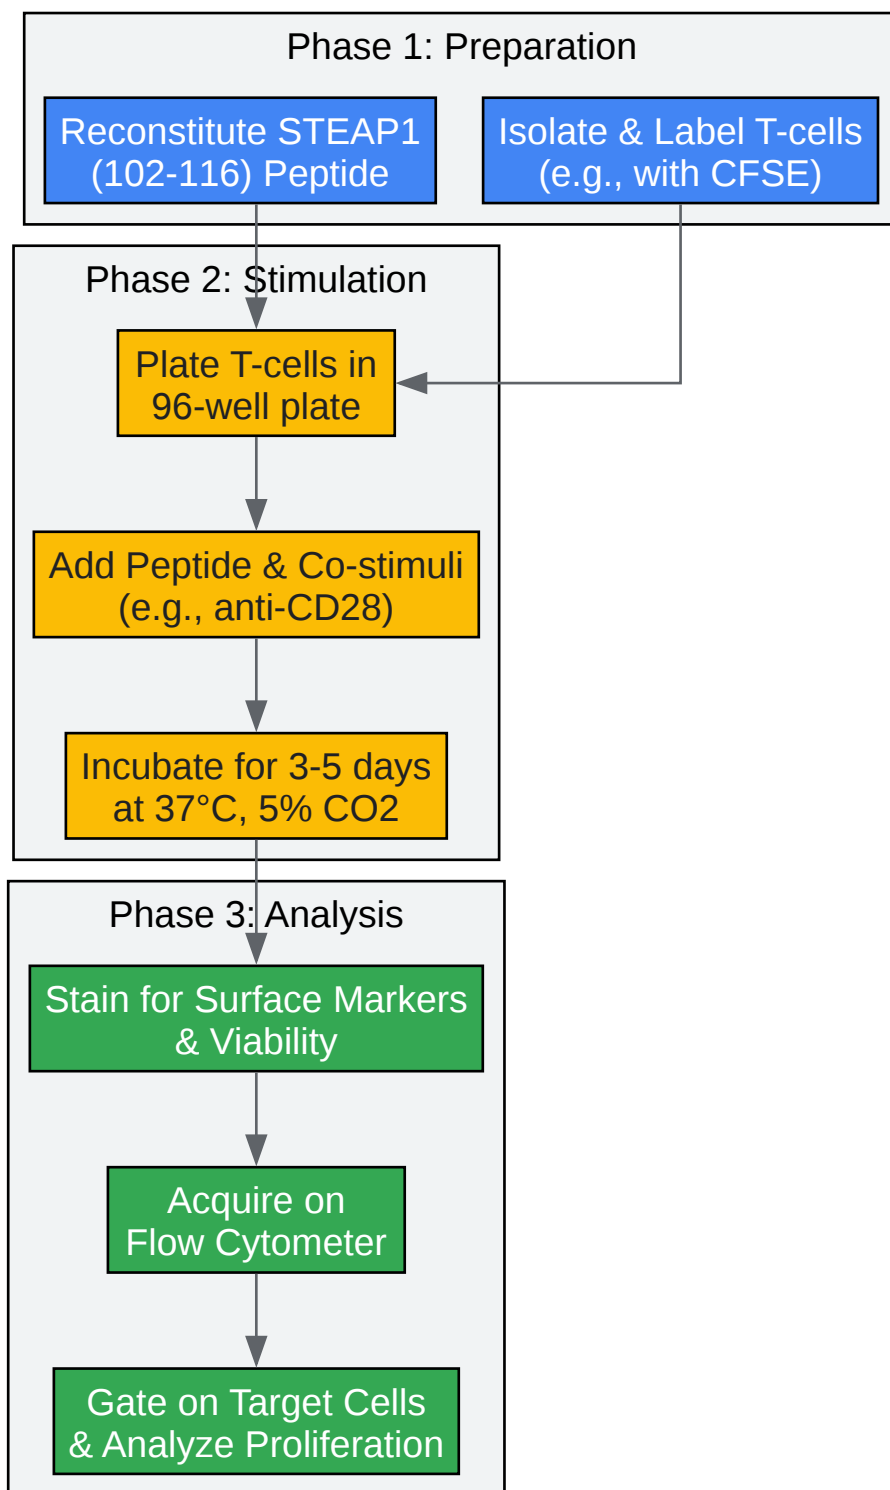 Phase 1: Preparation
Reconstitute STEAP1
(102-116) Peptide
Isolate & Label T-cells
(e.g., with CFSE)
Phase 2: Stimulation
Plate T-cells in
96-well plate
Add Peptide & Co-stimuli
(e.g., anti-CD28)
Incubate for 3-5 days
at 37°C, 5% CO2
Phase 3: Analysis
Stain for Surface Markers
& Viability
Acquire on
Flow Cytometer
Gate on Target Cells
& Analyze Proliferation